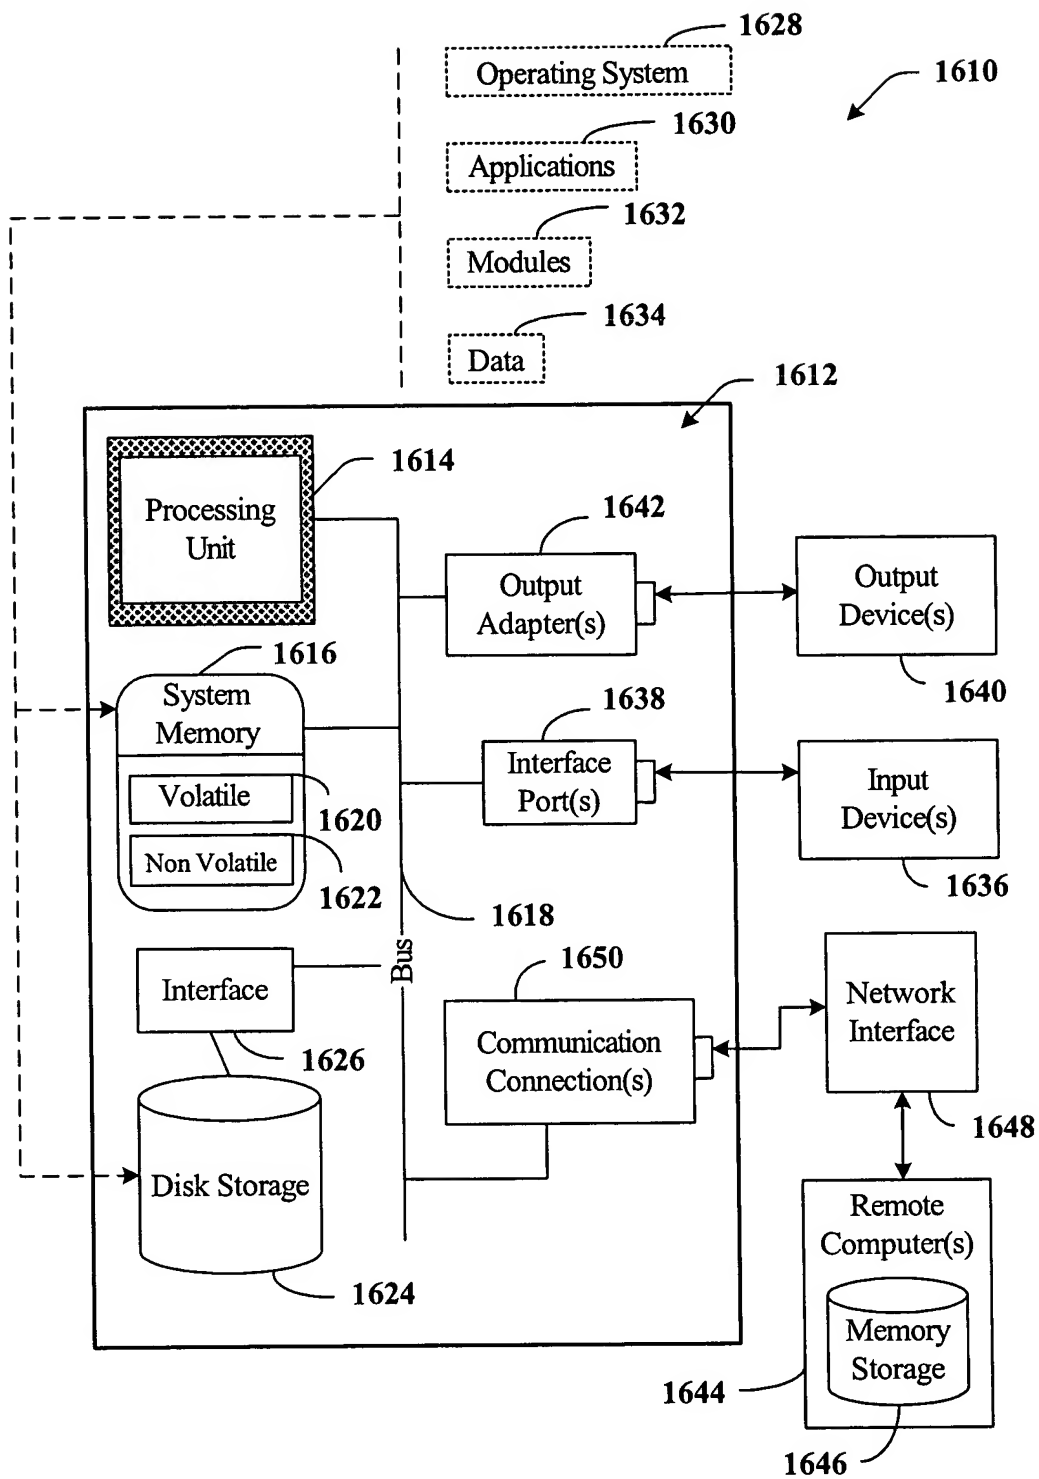 1628
Operating System
1610
1630
Applications
1632
Modules
1634
Data
1612
1614
Processing
Unit
1642
Output
Adapter(s)
Output
Device(s)
1640
1616
System
Memory
1638
Interface
Port(s)
Input
Device(s)
1636
Volatile
1620
Non Volatile
1622
1618
Bus
Interface
1626
1650
Communication
Connection(s)
Network
Interface
1648
Disk Storage
1624
Remote
Computer(s)
Memory
Storage
1644
1646